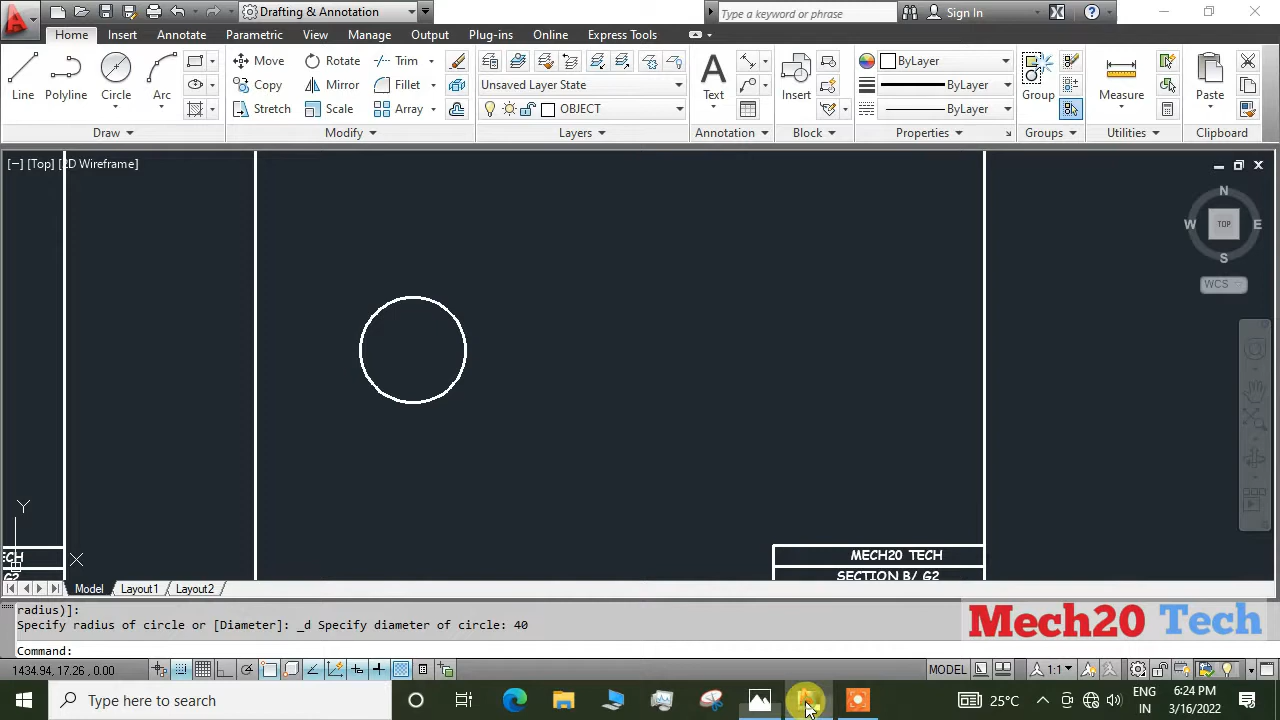 Drafting & Annotation
Type a keyword or phrase
Sign In
Home Insert Annotate Parametric View Manage Output Plug-ins Online Express Tools
Line Polyline Circle Arc
Move Rotate Trim
Copy Mirror Fillet
Stretch Scale Array
Unsaved Layer State
OBJECT
Text
Insert
ByLayer
ByLayer
ByLayer
Group
Measure
Paste
Draw Modify Layers Annotation Block Properties Groups Utilities Clipboard
[−] [Top] [2D Wireframe]
N
W TOP E
S
WCS
Y
X
ECH
G2
MECH20 TECH
SECTION B/ G2
Model Layout1 Layout2
radius)]:
Specify radius of circle or [Diameter]: _d Specify diameter of circle: 40
Command:
Mech20 Tech
1434.94, 17.26 , 0.00
MODEL
1:1
Type here to search
25°C
ENG
IN
6:24 PM
3/16/2022